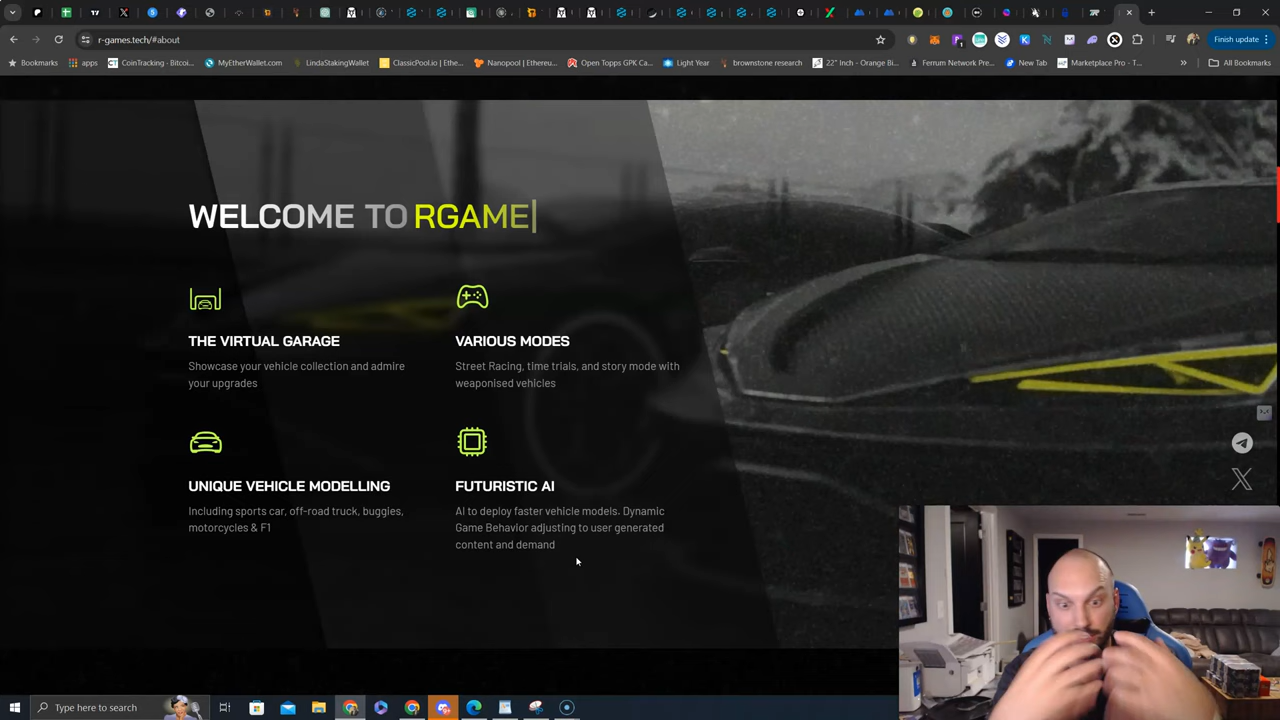 r-games.tech/#about
Finish update
Bookmarks
apps
CoinTracking · Bitcoi...
MyEtherWallet.com
LindaStakingWallet
ClassicPool.io | Ethe...
Nanopool | Ethereu...
Open Topps GPK Ca...
Light Year
brownstone research
22" Inch - Orange Bi...
Ferrum Network Pre...
New Tab
Marketplace Pro - T...
All Bookmarks
WELCOME TO RGAME
THE VIRTUAL GARAGE
Showcase your vehicle collection and admire
your upgrades
VARIOUS MODES
Street Racing, time trials, and story mode with
weaponised vehicles
UNIQUE VEHICLE MODELLING
Including sports car, off-road truck, buggies,
motorcycles & F1
FUTURISTIC AI
AI to deploy faster vehicle models. Dynamic
Game Behavior adjusting to user generated
content and demand
Type here to search